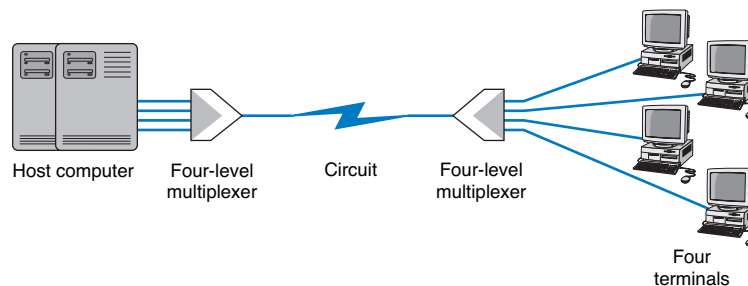 Host computer
Four-level
multiplexer
Circuit
Four-level
multiplexer
Four
terminals